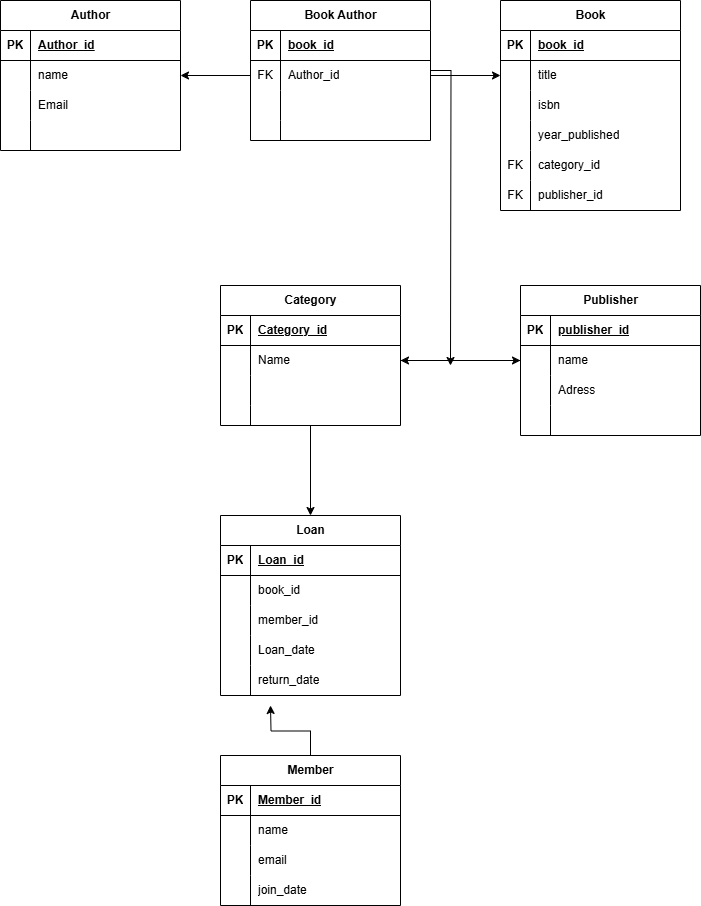 Author
PK Author_id
name
Email
Book Author
PK book_id
FK Author_id
Book
PK book_id
title
isbn
year_published
FK category_id
FK publisher_id
Category
PK Category_id
Name
Publisher
PK publisher_id
name
Adress
Loan
PK Loan_id
book_id
member_id
Loan_date
return_date
Member
PK Member_id
name
email
join_date